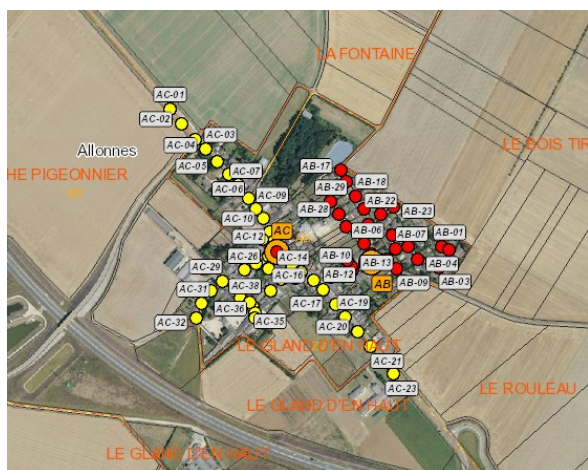 LA FONTAINE
AC-01
AC-02
AC-03
AC-04
Allonnes
LE BOIS TIR
AC-05
AC-07
AB-17
HE PIGEONNIER
AC-06
AB-29
AB-18
AC-09
AB-28
AB-22
AB-23
AC-10
AC
AB-06
AC-12
AB-07
AB-01
AC-26
AC-14
AB-10
AB-13
AB-04
AC-29
AC-16
AB-12
AB-09
AB-03
AC-31
AC-38
AB
AC-36
AC-17
AC-19
AC-32
AC-35
AC-20
LE GLAND D'EN HAUT
AC-21
AC-23
LE ROULEAU
LE GLAND D'EN HAUT
LE GLAND D'EN HAUT